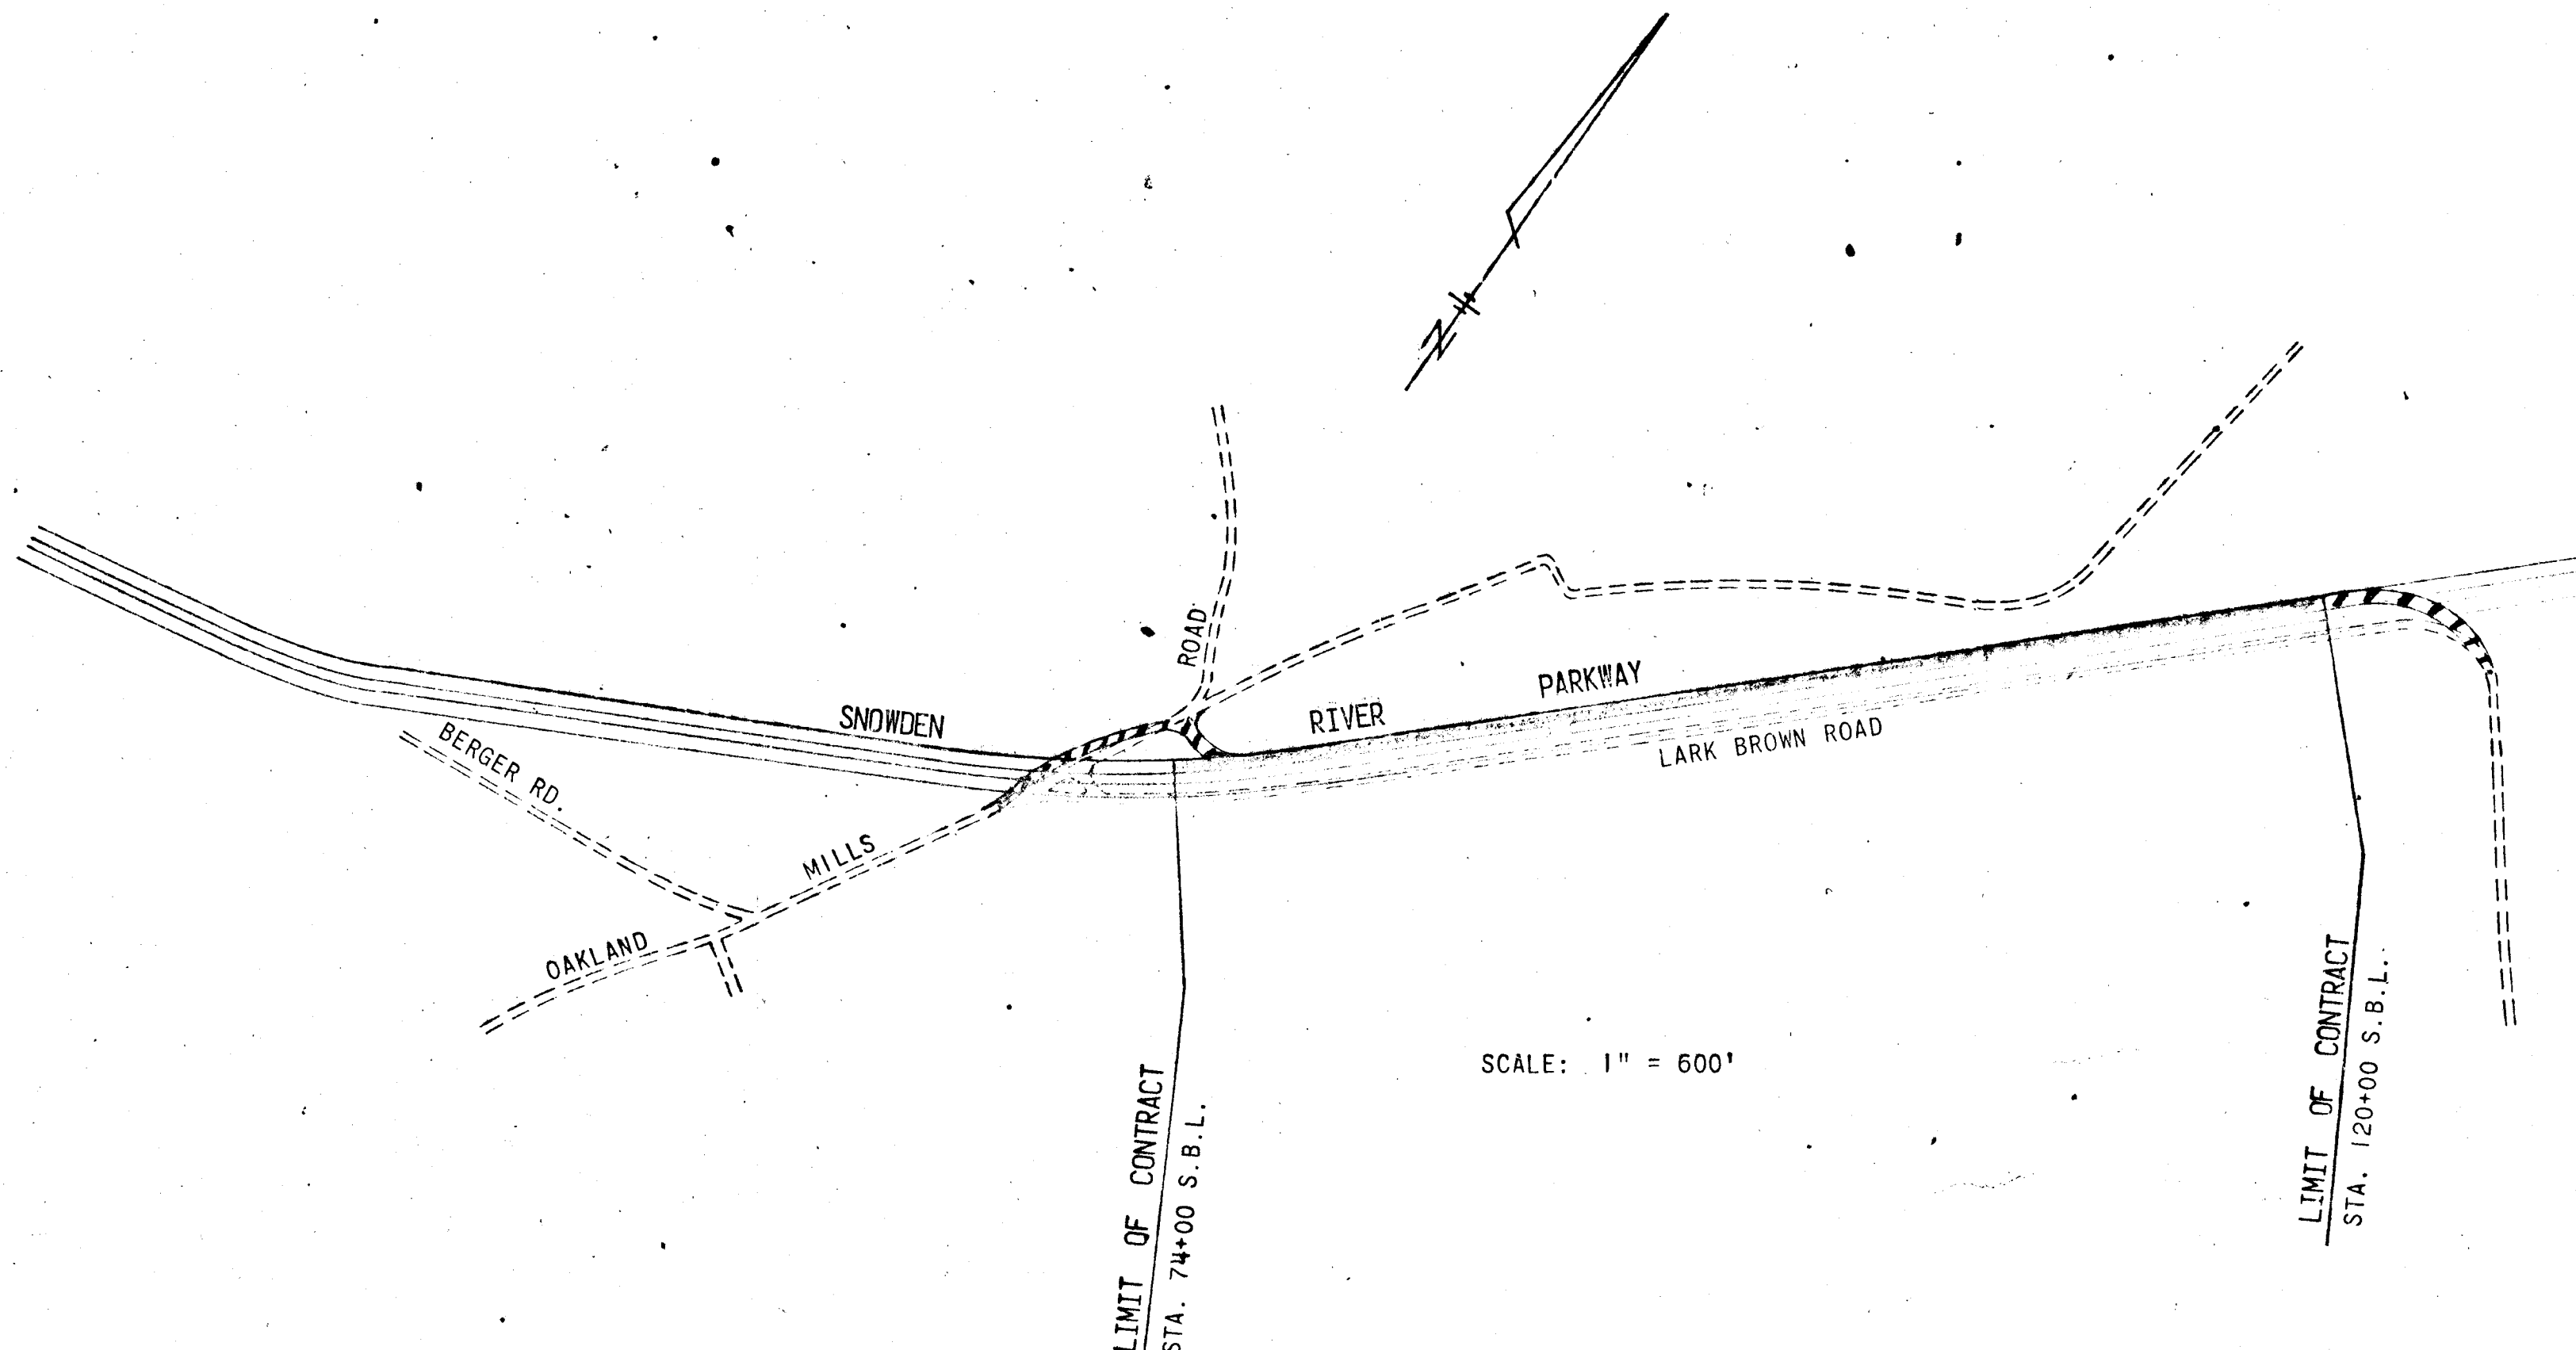 N
ROAD
SNOWDEN RIVER PARKWAY
LARK BROWN ROAD
BERGER RD.
OAKLAND MILLS
SCALE: 1" = 600'
LIMIT OF CONTRACT
STA. 74+00 S.B.L.
LIMIT OF CONTRACT
STA. 120+00 S.B.L.